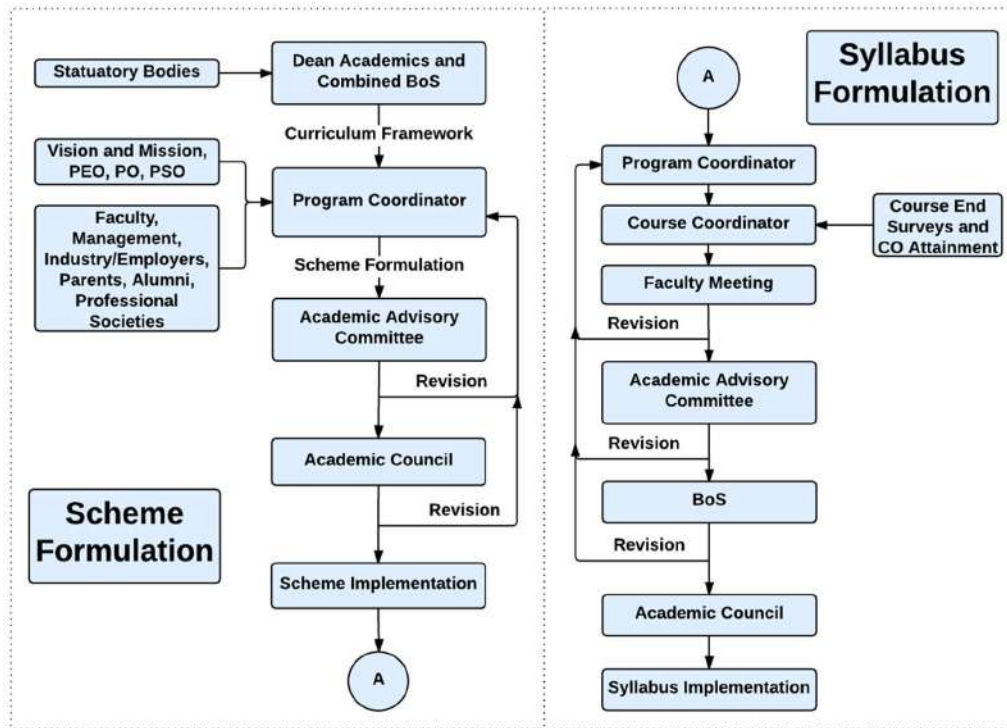 Statuatory Bodies
Dean Academics and
Combined BoS
Curriculum Framework
Vision and Mission,
PEO, PO, PSO
Program Coordinator
Faculty,
Management,
Industry/Employers,
Parents, Alumni,
Professional
Societies
Scheme Formulation
Academic Advisory
Committee
Revision
Academic Council
Revision
Scheme
Formulation
Scheme Implementation
A
Syllabus
Formulation
A
Program Coordinator
Course Coordinator
Course End
Surveys and
CO Attainment
Faculty Meeting
Revision
Academic Advisory
Committee
Revision
BoS
Revision
Academic Council
Syllabus Implementation